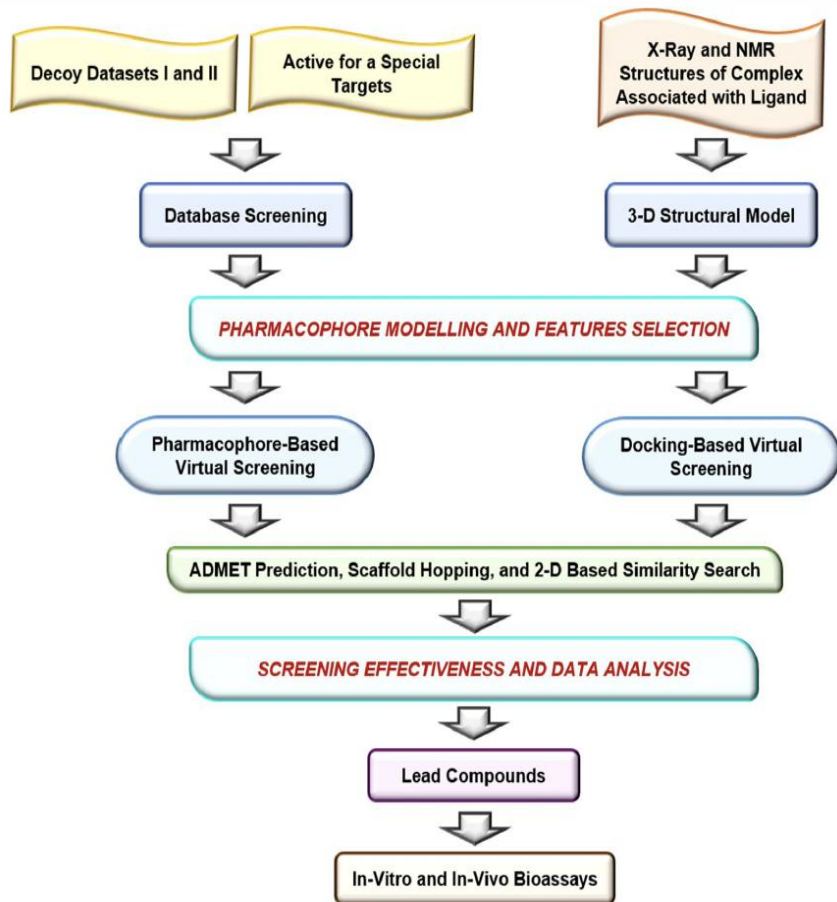 Decoy Datasets I and II
Active for a Special
Targets
X-Ray and NMR
Structures of Complex
Associated with Ligand
Database Screening
3-D Structural Model
PHARMACOPHORE MODELLING AND FEATURES SELECTION
Pharmacophore-Based
Virtual Screening
Docking-Based Virtual
Screening
ADMET Prediction, Scaffold Hopping, and 2-D Based Similarity Search
SCREENING EFFECTIVENESS AND DATA ANALYSIS
Lead Compounds
In-Vitro and In-Vivo Bioassays